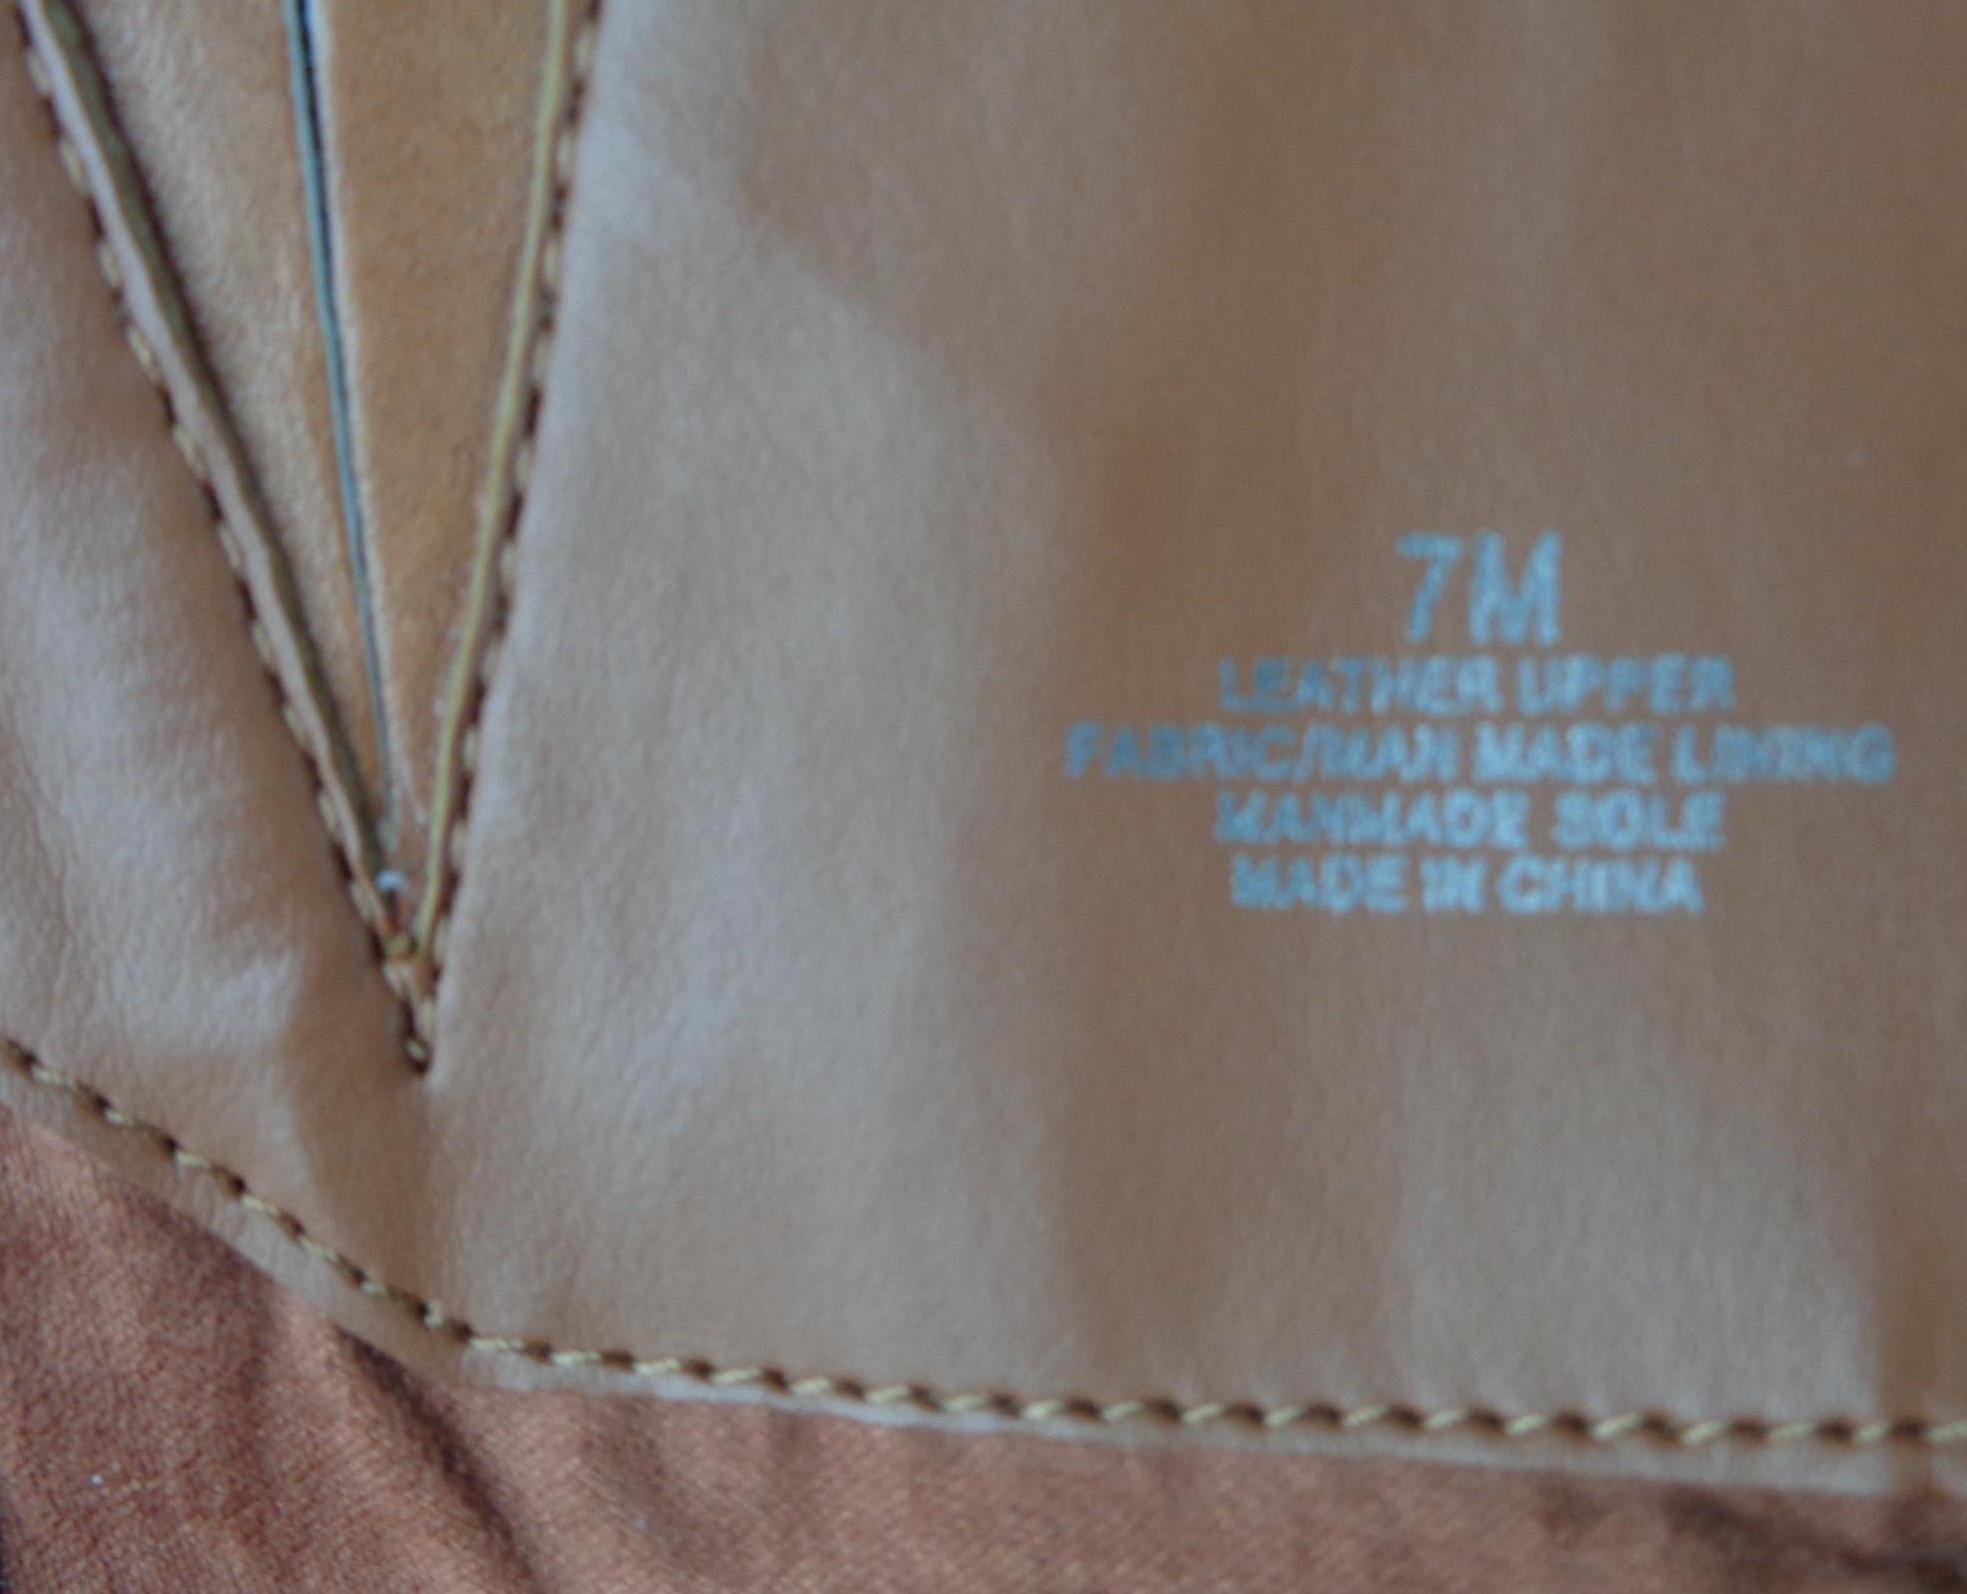 7M
LEATHER UPPER
FABRIC/MAN MADE LINING
MANMADE SOLE
MADE IN CHINA